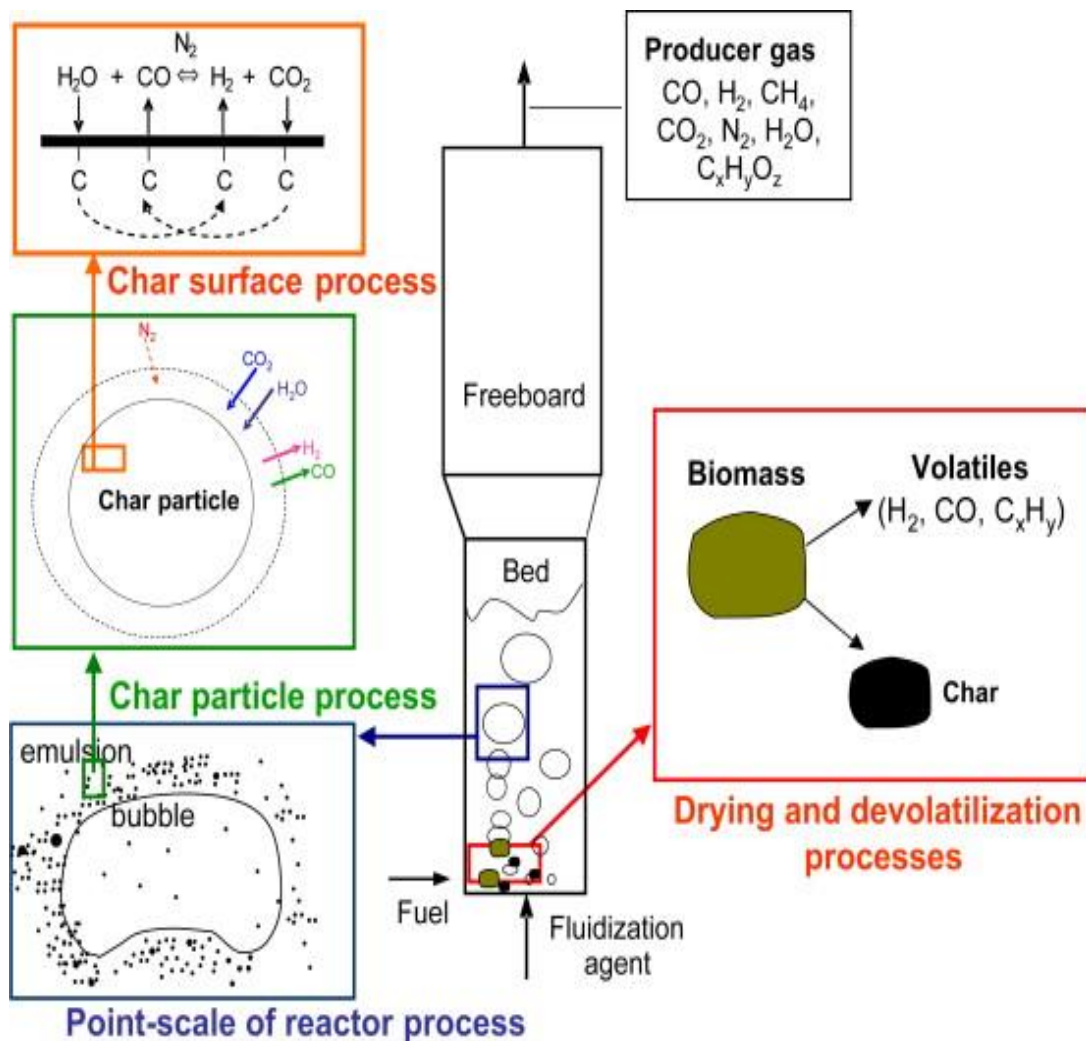 N₂
H₂O + CO ⇔ H₂ + CO₂
C C C C
Char surface process
N₂
CO₂
H₂O
H₂
CO
Char particle
Char particle process
emulsion
bubble
Point-scale of reactor process
Producer gas
CO, H₂, CH₄,
CO₂, N₂, H₂O,
CₓHᵧO_z
Freeboard
Bed
Fuel
Fluidization
agent
Biomass
Volatiles
(H₂, CO, CₓHᵧ)
Char
Drying and devolatilization
processes